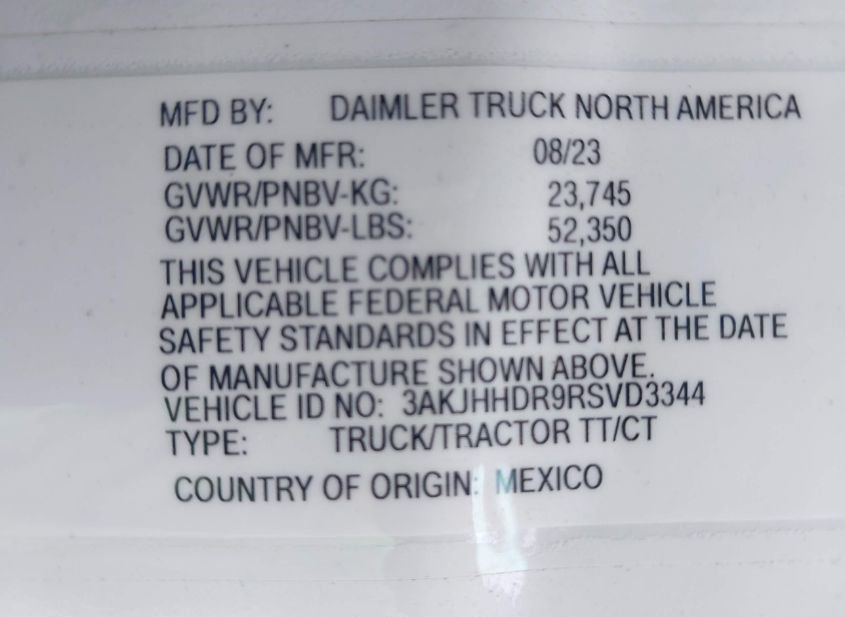 MFD BY: DAIMLER TRUCK NORTH AMERICA
DATE OF MFR: 08/23
GVWR/PNBV-KG: 23,745
GVWR/PNBV-LBS: 52,350
THIS VEHICLE COMPLIES WITH ALL
APPLICABLE FEDERAL MOTOR VEHICLE
SAFETY STANDARDS IN EFFECT AT THE DATE
OF MANUFACTURE SHOWN ABOVE.
VEHICLE ID NO: 3AKJHHDR9RSVD3344
TYPE: TRUCK/TRACTOR TT/CT
COUNTRY OF ORIGIN: MEXICO